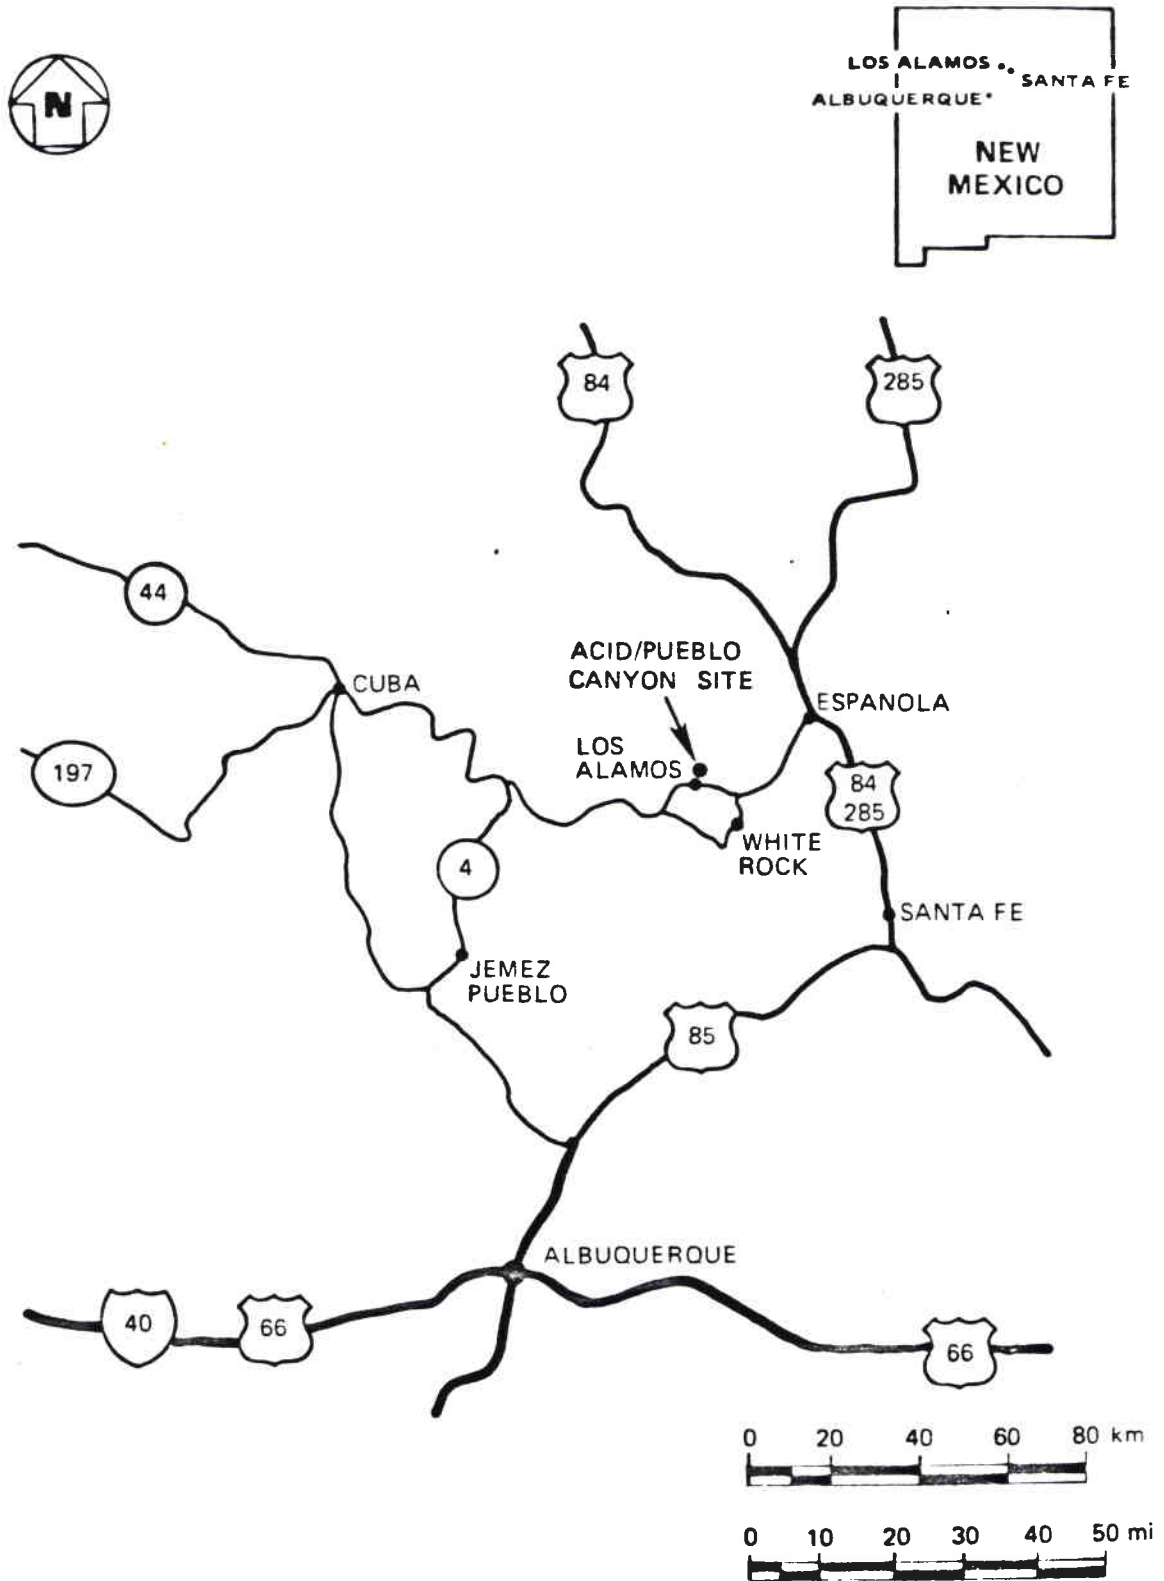 N
LOS ALAMOS
SANTA FE
ALBUQUERQUE
NEW
MEXICO
84
285
44
ACID/PUEBLO
CANYON SITE
CUBA
ESPANOLA
LOS
ALAMOS
197
84
285
WHITE
ROCK
4
SANTA FE
JEMEZ
PUEBLO
85
ALBUQUERQUE
40
66
66
0 20 40 60 80 km
0 10 20 30 40 50 mi